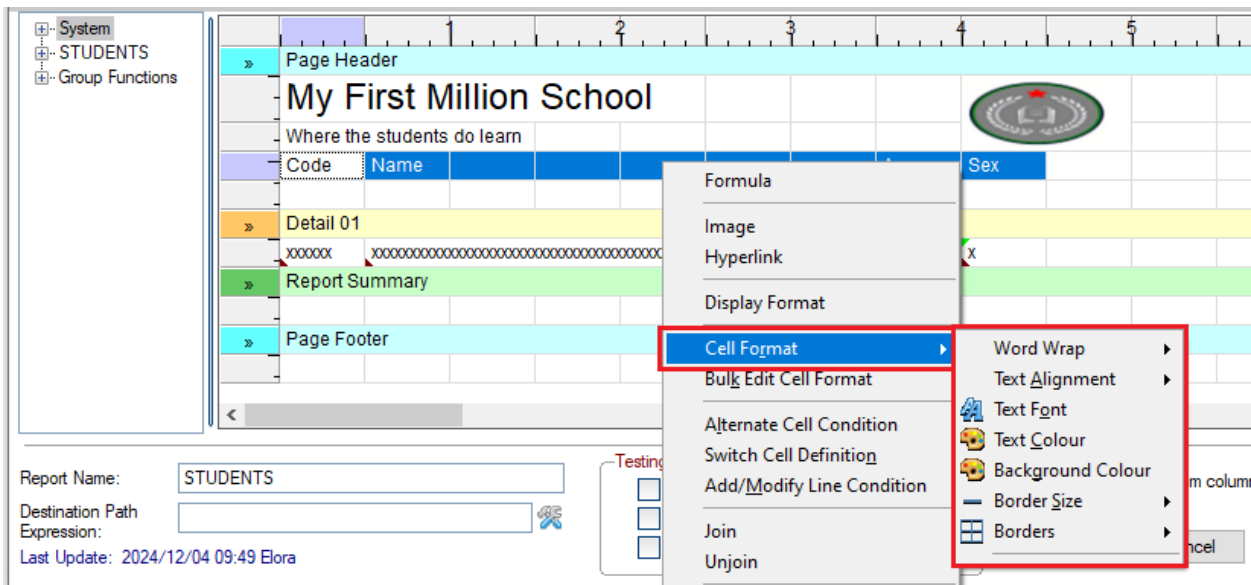 System
STUDENTS
Group Functions
1 2 3 4 5
» Page Header
My First Million School
Where the students do learn
Code Name Sex
» Detail 01
xxxxxx xxxxxxxxxxxxxxxxxxxxxxxxxxxxxxxxxxxxxx x
» Report Summary
» Page Footer
Formula
Image
Hyperlink
Display Format
Cell Format
Bulk Edit Cell Format
Alternate Cell Condition
Switch Cell Definition
Add/Modify Line Condition
Join
Unjoin
Word Wrap
Text Alignment
Text Font
Text Colour
Background Colour
Border Size
Borders
Report Name: STUDENTS
Destination Path
Expression:
Last Update: 2024/12/04 09:49 Elora
Testing